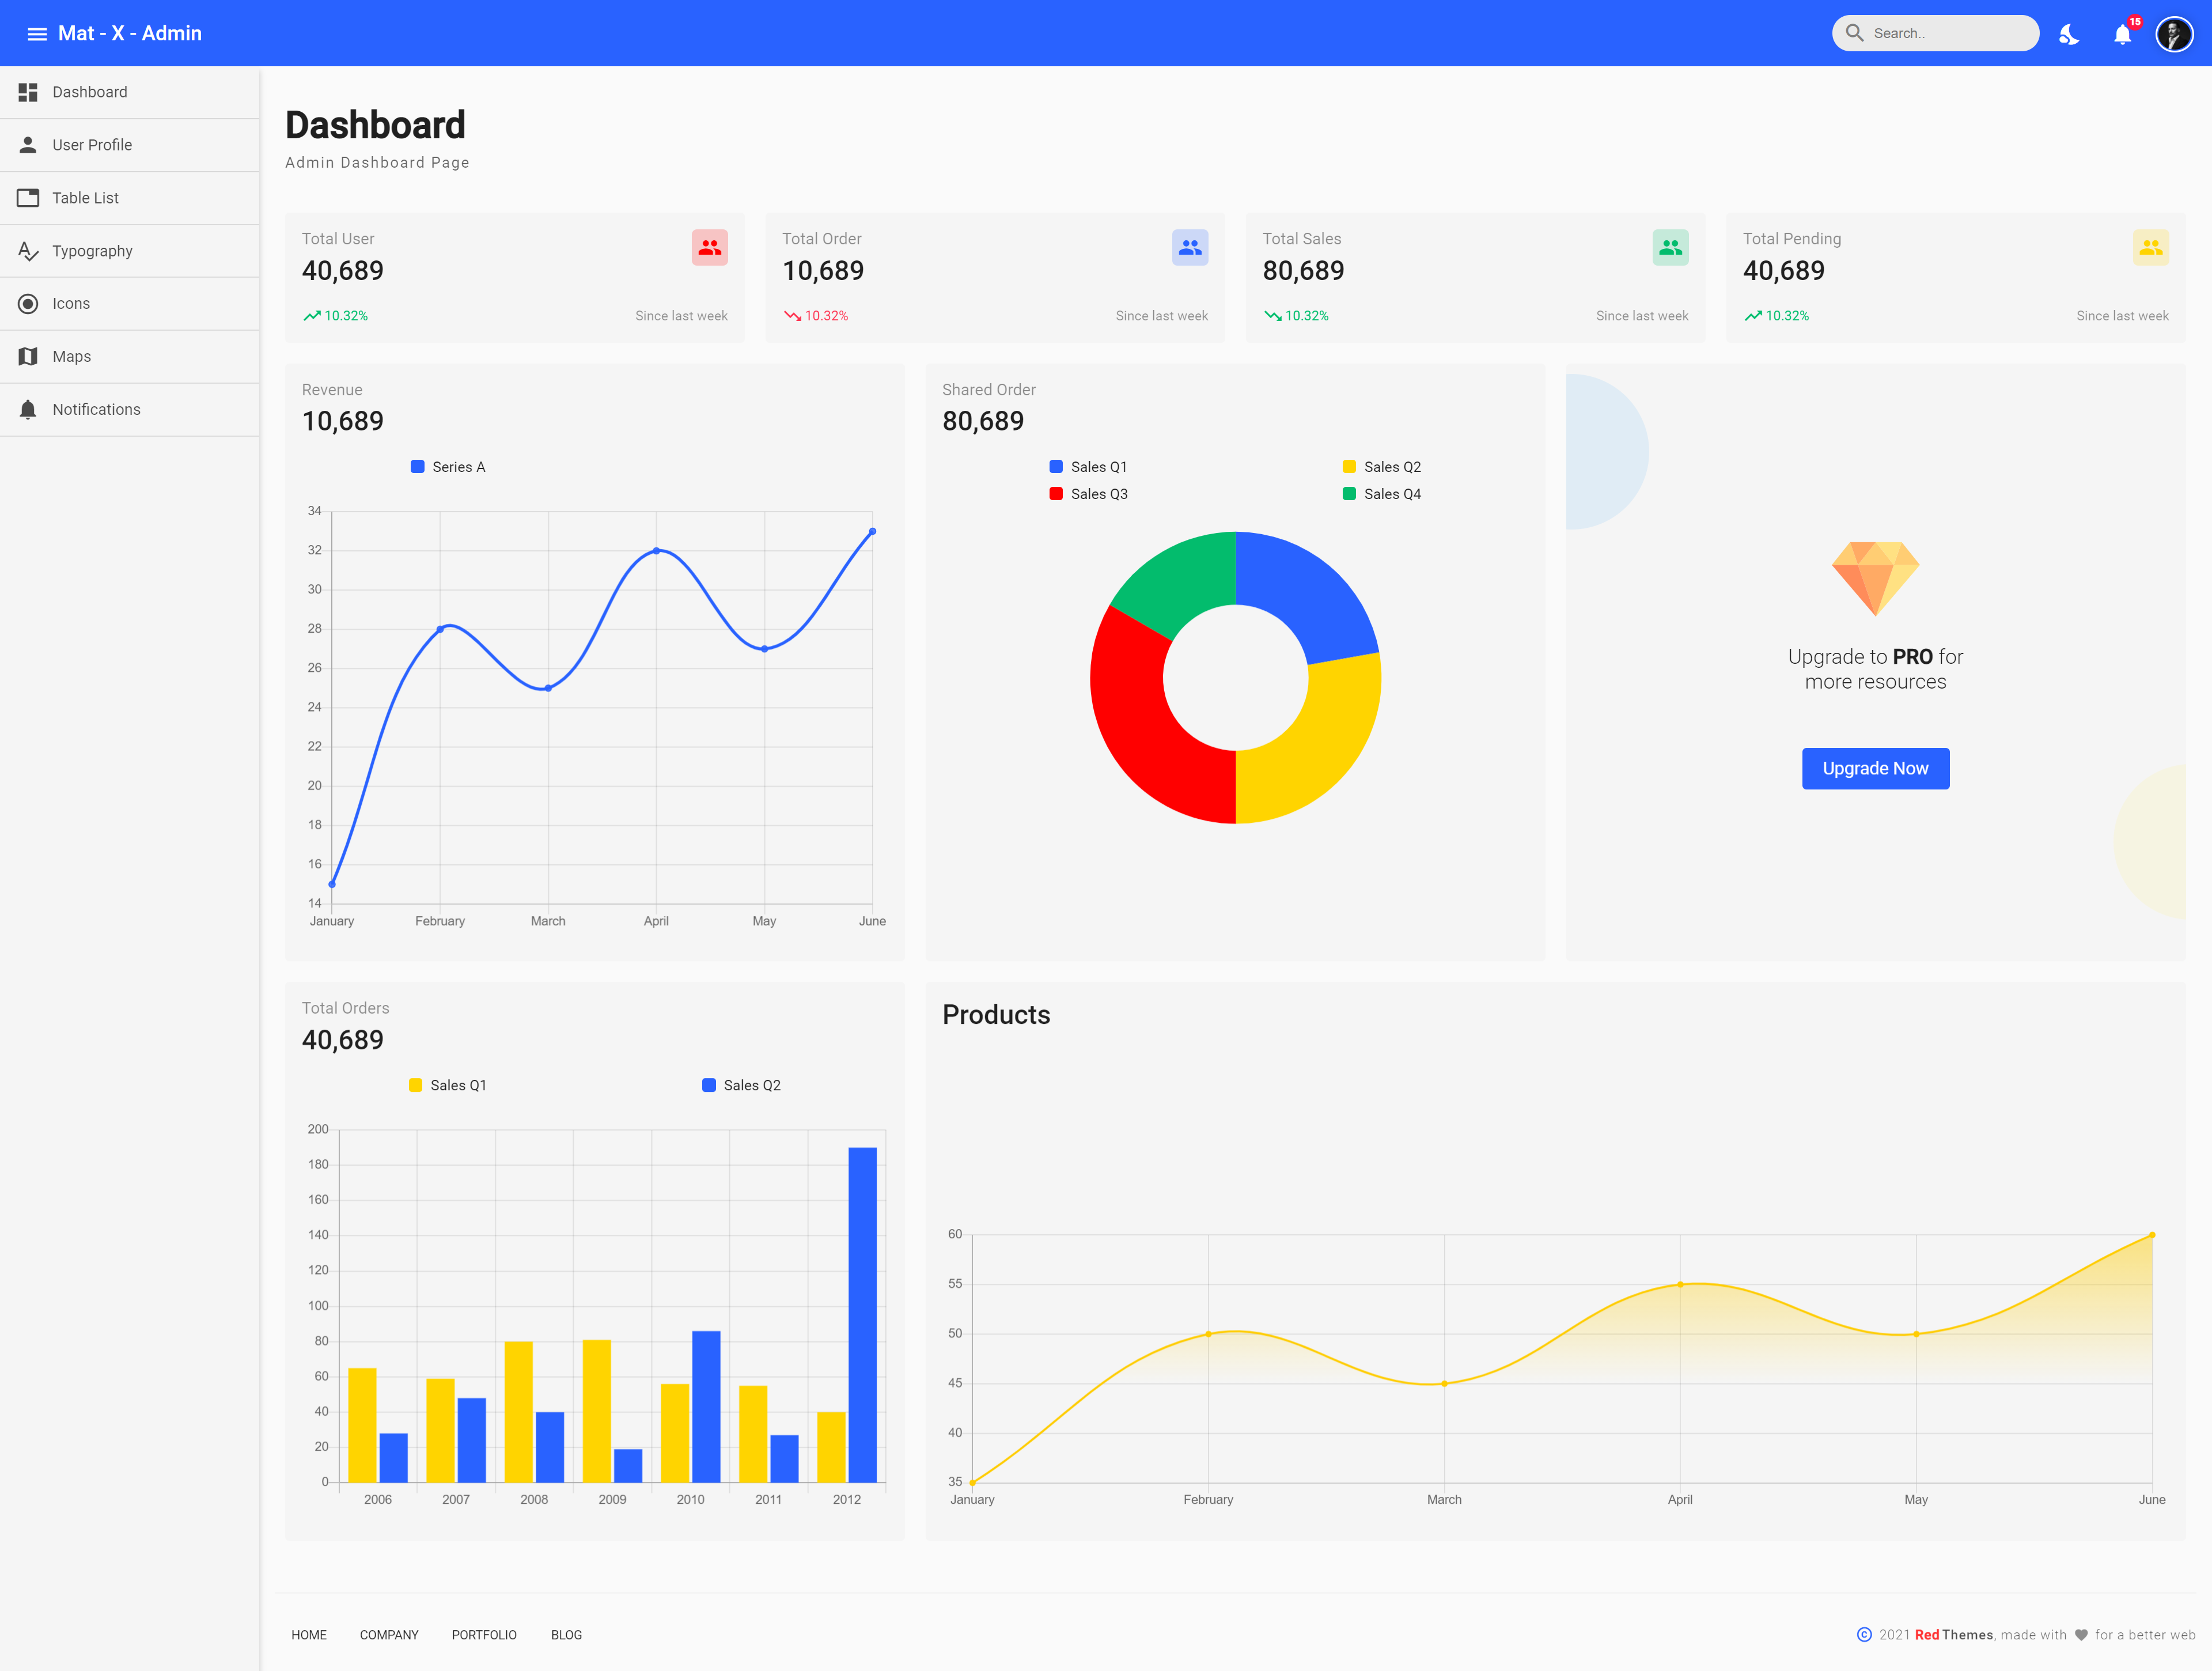 Mat - X - Admin
Search..
15
Dashboard
User Profile
Table List
Typography
Icons
Maps
Notifications
Dashboard
Admin Dashboard Page
Total User
40,689
10.32% Since last week
Total Order
10,689
10.32% Since last week
Total Sales
80,689
10.32% Since last week
Total Pending
40,689
10.32% Since last week
Revenue
10,689
Series A
34
32
30
28
26
24
22
20
18
16
14
January February March April May June
Shared Order
80,689
Sales Q1 Sales Q2
Sales Q3 Sales Q4
Upgrade to PRO for
more resources
Upgrade Now
Total Orders
40,689
Sales Q1 Sales Q2
200
180
160
140
120
100
80
60
40
20
0
2006 2007 2008 2009 2010 2011 2012
Products
60
55
50
45
40
35
January February March April May June
HOME COMPANY PORTFOLIO BLOG
© 2021 Red Themes, made with ♥ for a better web